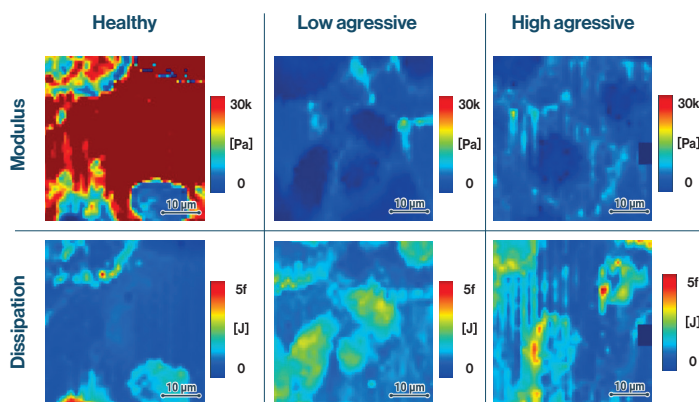 Healthy
Low agressive
High agressive
Modulus
30k
[Pa]
0
10 µm
30k
[Pa]
0
10 µm
30k
[Pa]
0
10 µm
Dissipation
5f
[J]
0
10 µm
5f
[J]
0
10 µm
5f
[J]
0
10 µm